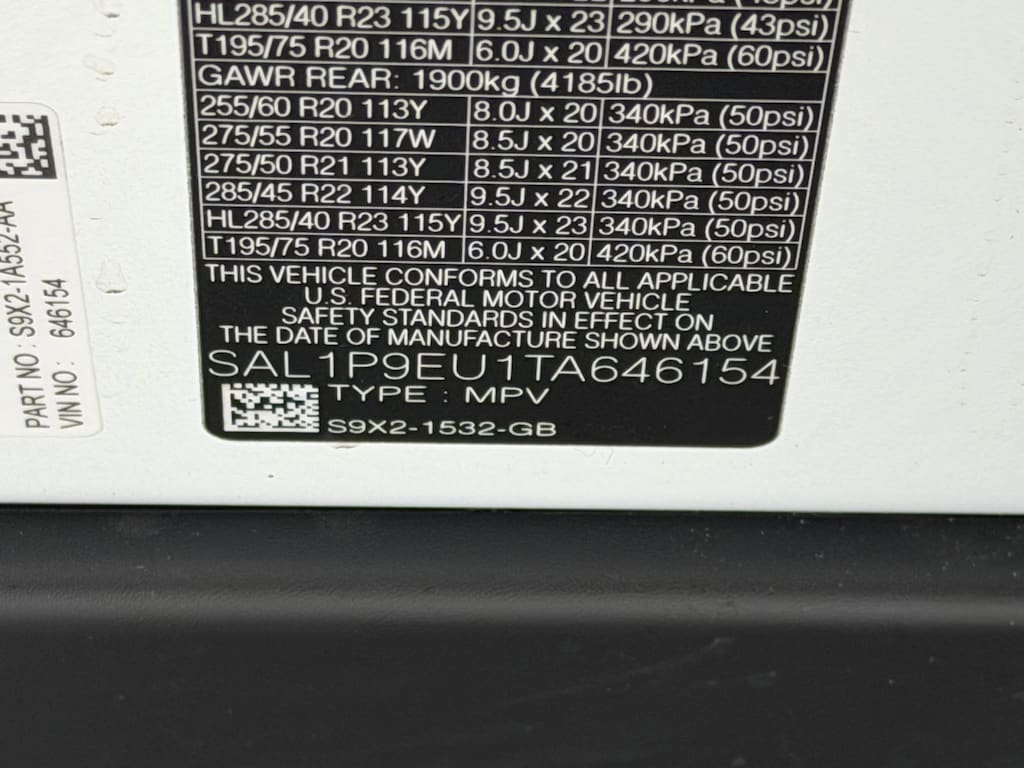 HL285/40 R23 115Y 9.5J x 23 290kPa (43psi)
T195/75 R20 116M 6.0J x 20 420kPa (60psi)
GAWR REAR: 1900kg (4185lb)
255/60 R20 113Y 8.0J x 20 340kPa (50psi)
275/55 R20 117W 8.5J x 20 340kPa (50psi)
275/50 R21 113Y 8.5J x 21 340kPa (50psi)
285/45 R22 114Y 9.5J x 22 340kPa (50psi)
HL285/40 R23 115Y 9.5J x 23 340kPa (50psi)
T195/75 R20 116M 6.0J x 20 420kPa (60psi)
THIS VEHICLE CONFORMS TO ALL APPLICABLE
U.S. FEDERAL MOTOR VEHICLE
SAFETY STANDARDS IN EFFECT ON
THE DATE OF MANUFACTURE SHOWN ABOVE
SAL1P9EU1TA646154
TYPE : MPV
S9X2-1532-GB
PART NO : S9X2-1A552-AA
VIN NO : 646154